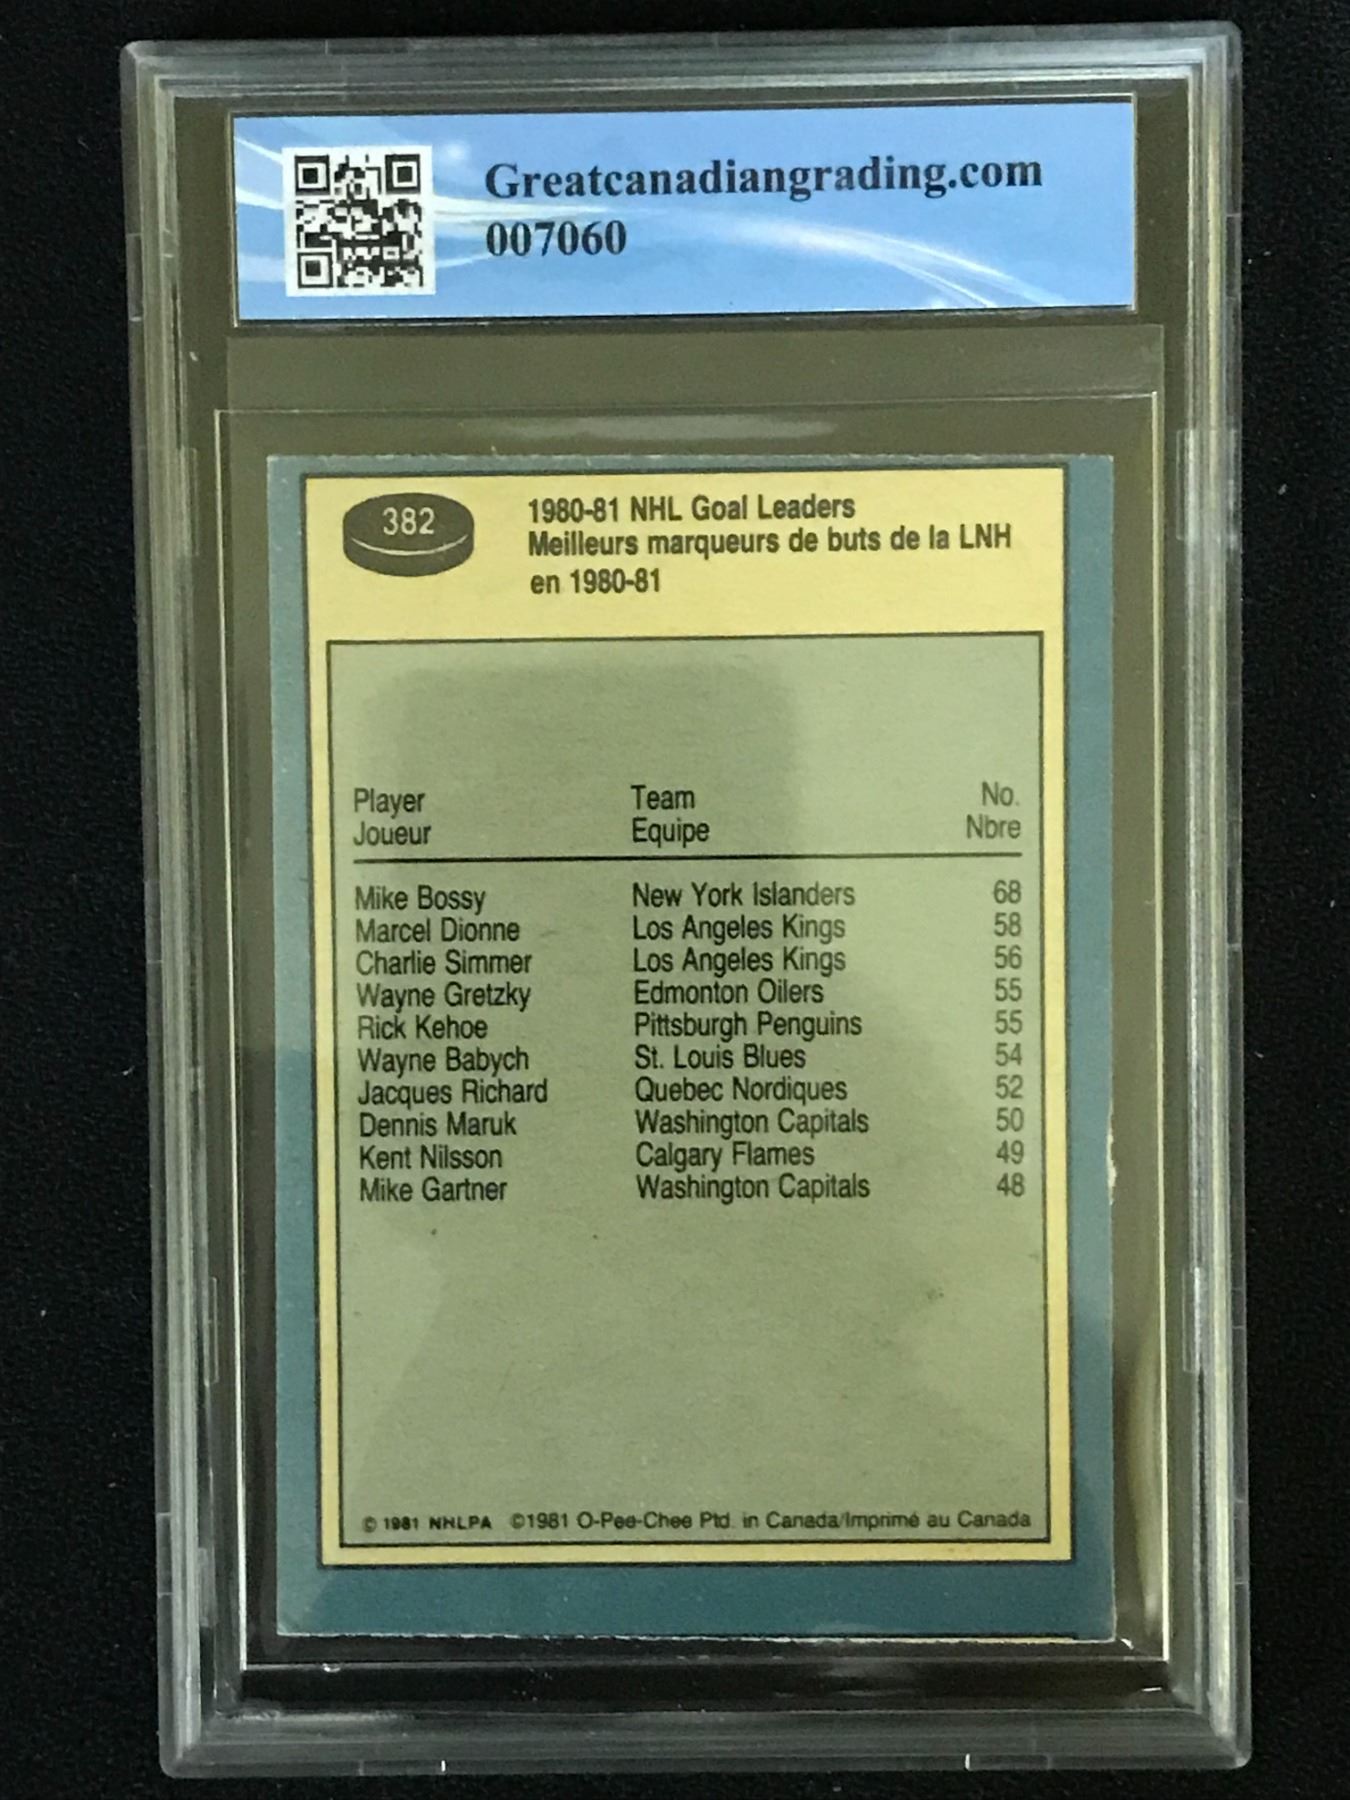 Greatcanadiangrading.com
007060
382
1980-81 NHL Goal Leaders
Meilleurs marqueurs de buts de la LNH
en 1980-81
Player Team No.
Joueur Equipe Nbre
Mike Bossy New York Islanders 68
Marcel Dionne Los Angeles Kings 58
Charlie Simmer Los Angeles Kings 56
Wayne Gretzky Edmonton Oilers 55
Rick Kehoe Pittsburgh Penguins 55
Wayne Babych St. Louis Blues 54
Jacques Richard Quebec Nordiques 52
Dennis Maruk Washington Capitals 50
Kent Nilsson Calgary Flames 49
Mike Gartner Washington Capitals 48
© 1981 NHLPA ©1981 O-Pee-Chee Ptd. in Canada/Imprimé au Canada